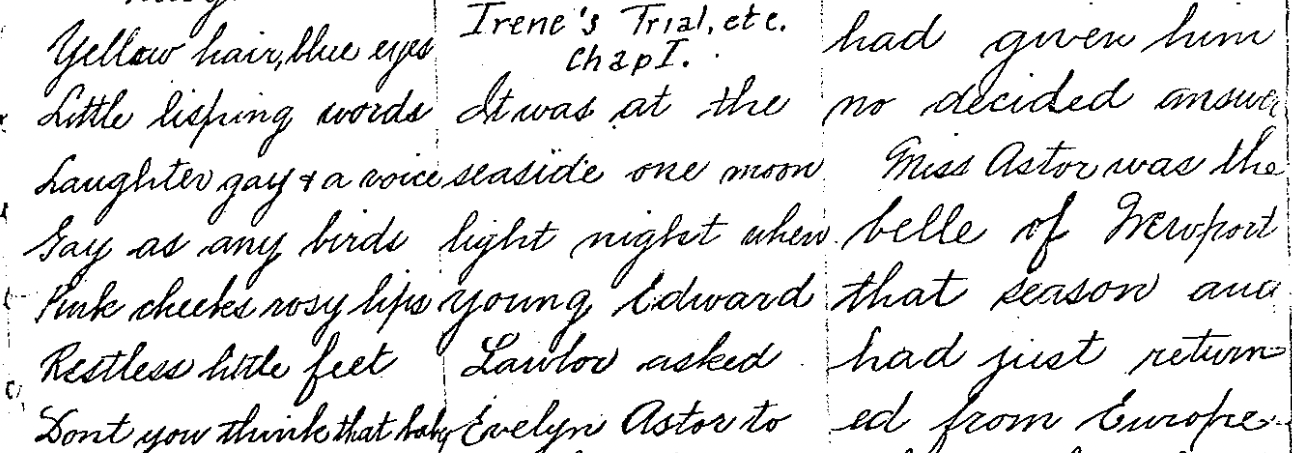 Yellow hair, blue eyes
Little lisping words
Laughter gay & a voice
Gay as any birds
Pink cheeks rosy lips
Restless little feet
Dont you think that baby
Irene's Trial, etc.
Chap I.
It was at the
seaside one moon
light night when
young Edward
Lawlor asked
Evelyn Astor to
had given him
no decided answer
Miss Astor was the
belle of Newport
that season and
had just return
ed from Europe.